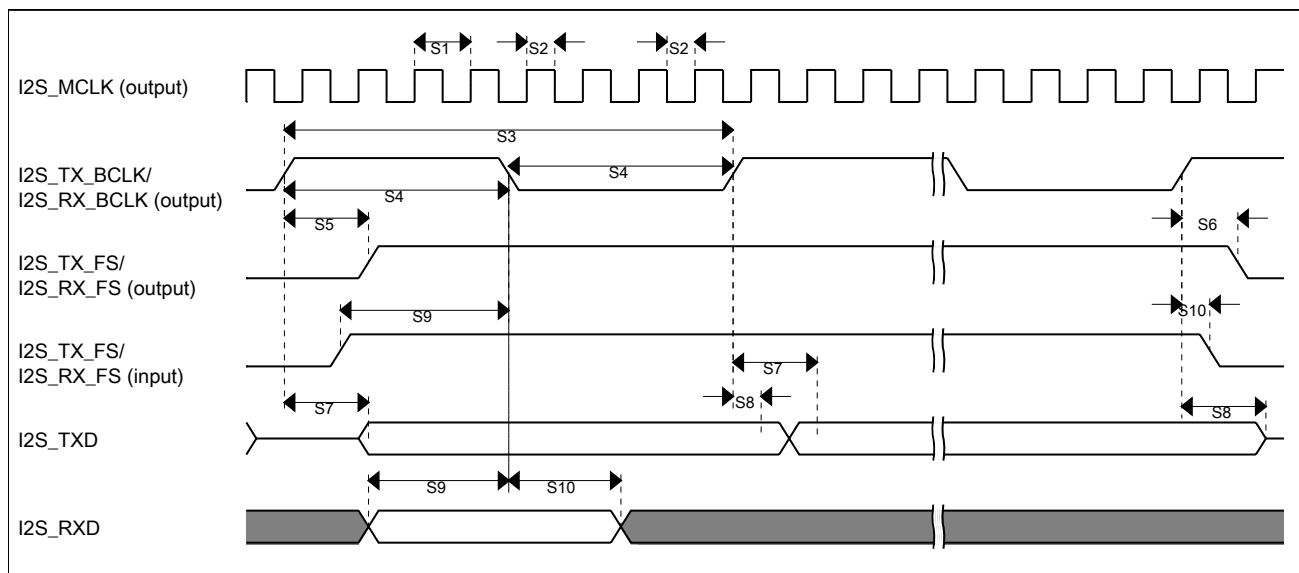 S1 S2 S2
I2S_MCLK (output)
S3
I2S_TX_BCLK/
I2S_RX_BCLK (output)
S4
S4
S5
S6
I2S_TX_FS/
I2S_RX_FS (output)
S9
S10
I2S_TX_FS/
I2S_RX_FS (input)
S7
S7
S8
S8
I2S_TXD
S9 S10
I2S_RXD